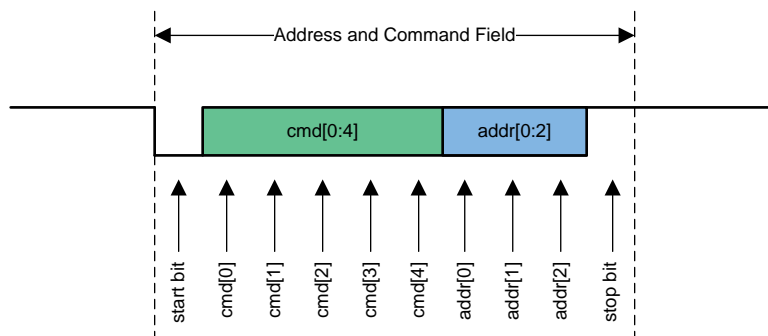 Address and Command Field
cmd[0:4]
addr[0:2]
start bit
cmd[0]
cmd[1]
cmd[2]
cmd[3]
cmd[4]
addr[0]
addr[1]
addr[2]
stop bit